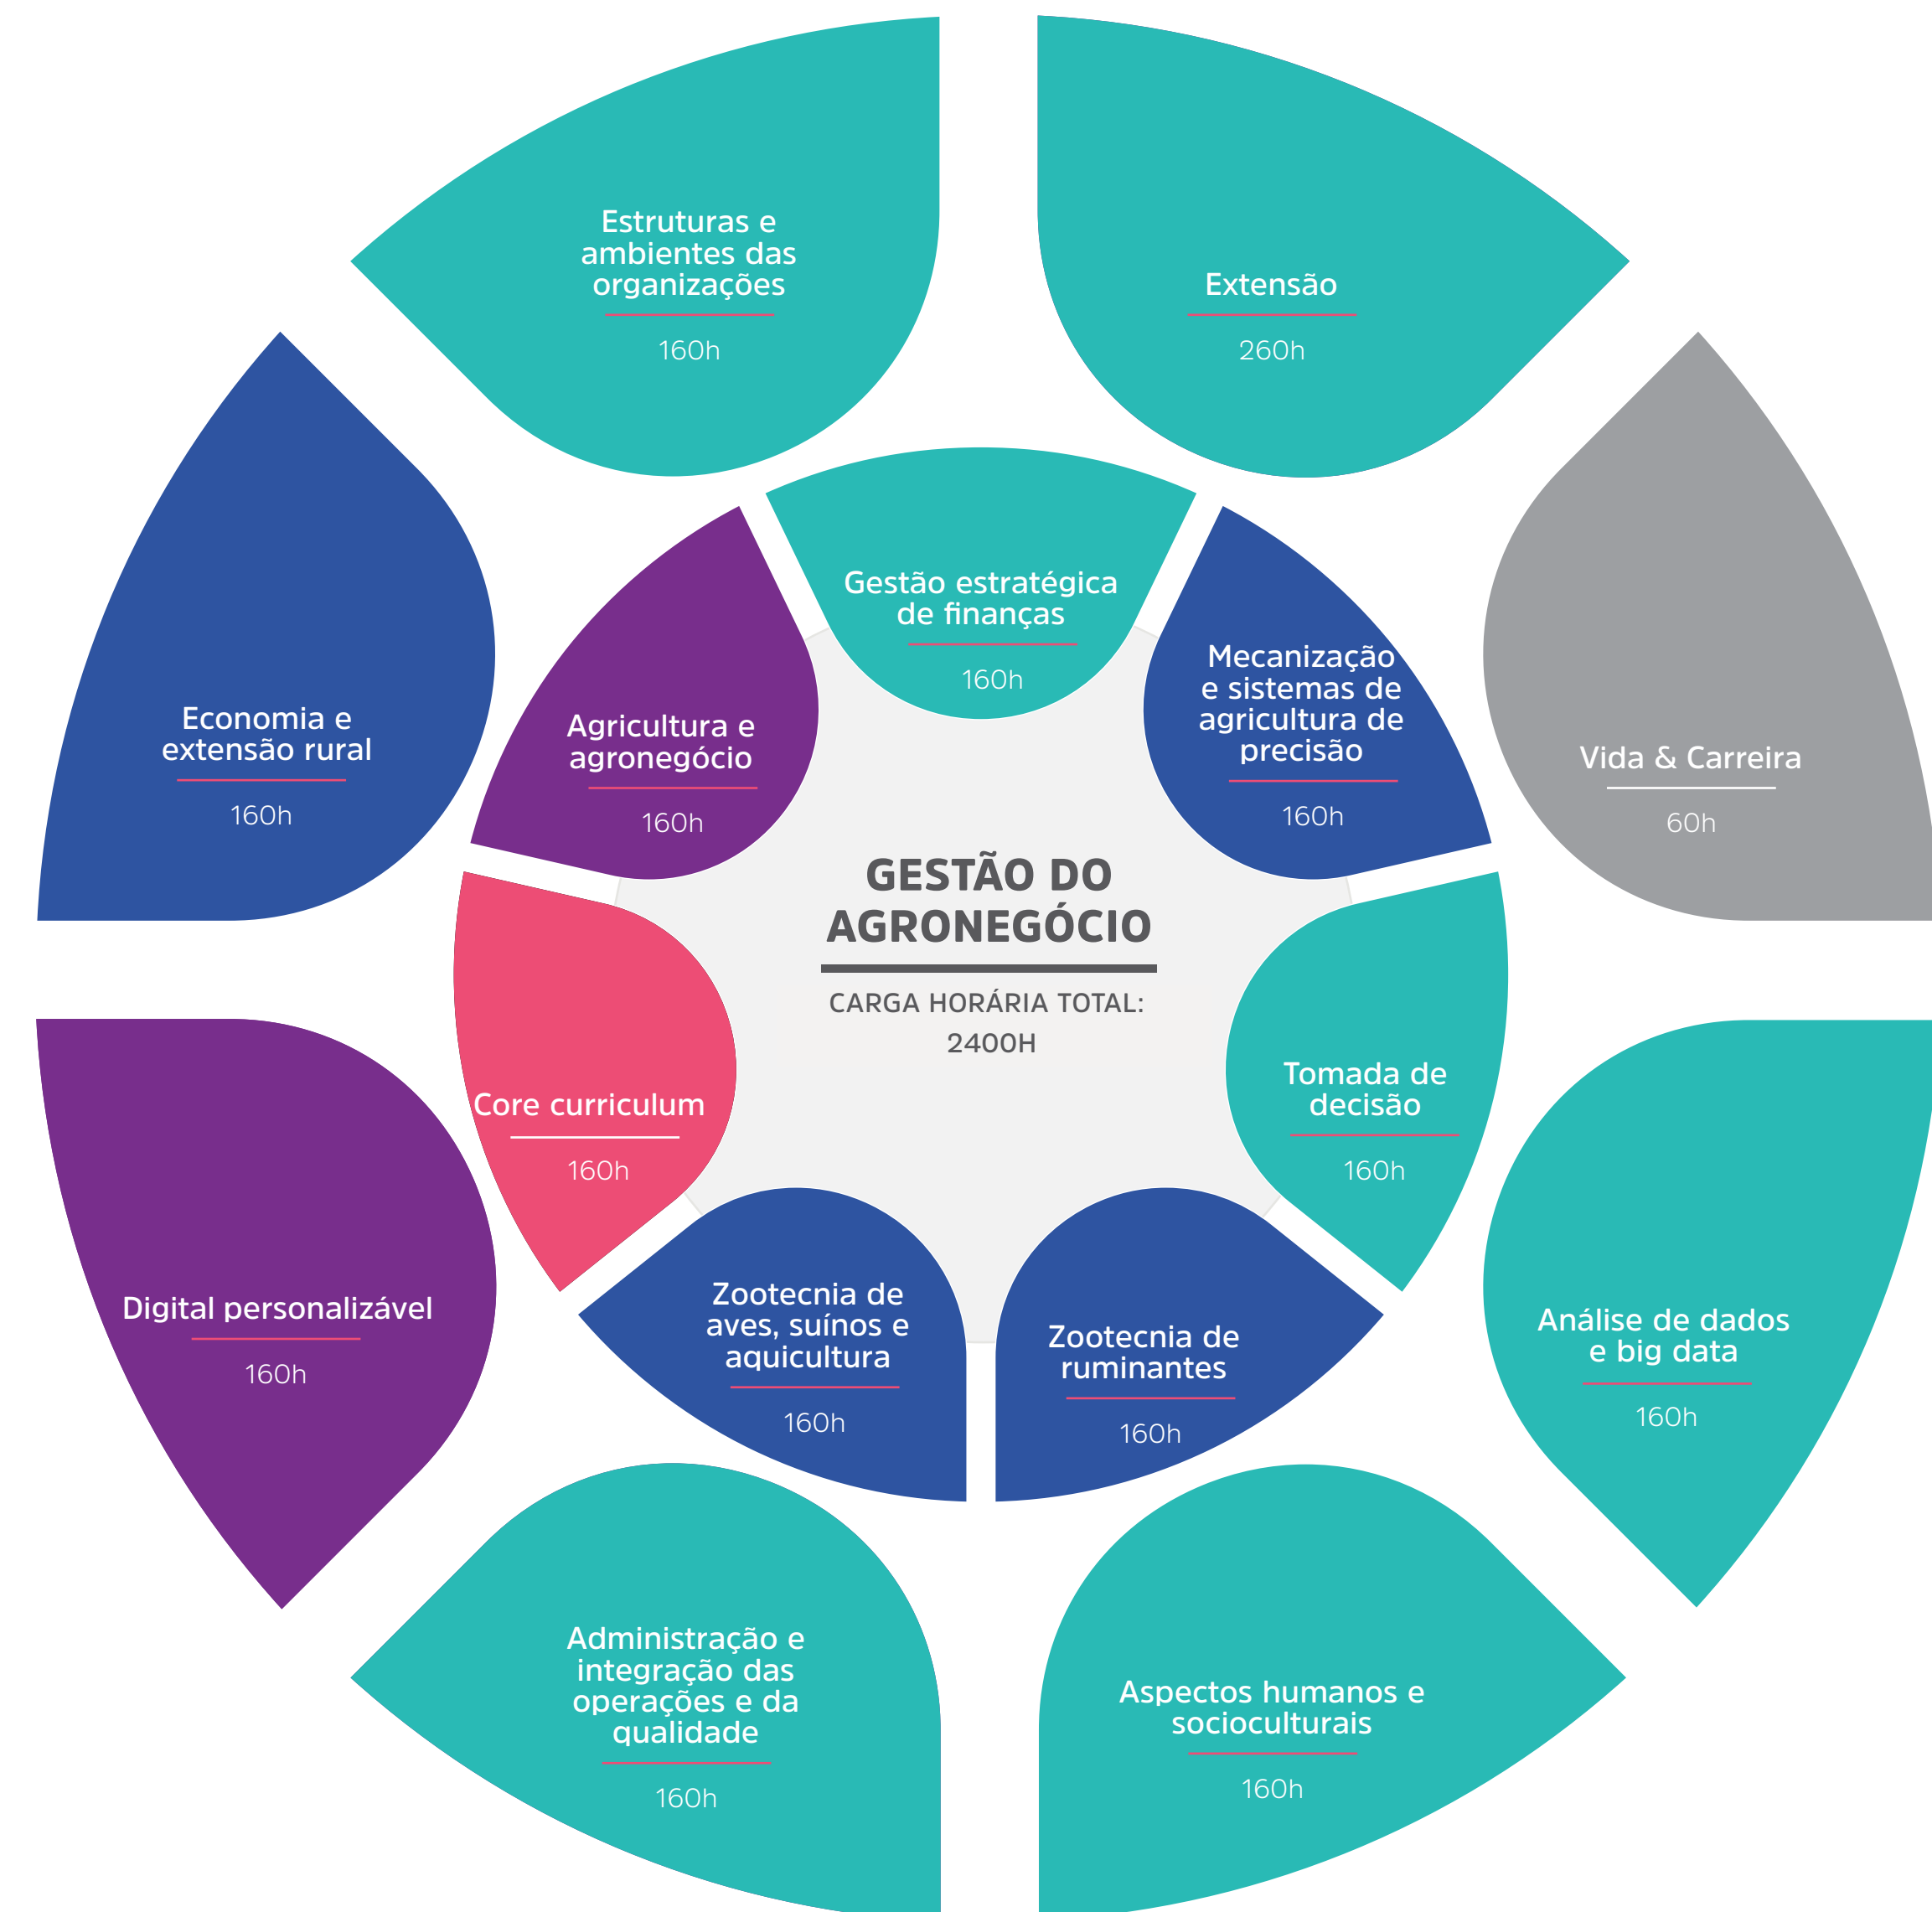 Estruturas e
ambientes das
organizações
160h
Extensão
260h
Economia e
extensão rural
160h
Agricultura e
agronegócio
160h
Gestão estratégica
de finanças
160h
Mecanização
e sistemas de
agricultura de
precisão
160h
Vida & Carreira
60h
GESTÃO DO
AGRONEGÓCIO
CARGA HORÁRIA TOTAL:
2400H
Core curriculum
160h
Tomada de
decisão
160h
Digital personalizável
160h
Zootecnia de
aves, suínos e
aquicultura
160h
Zootecnia de
ruminantes
160h
Análise de dados
e big data
160h
Administração e
integração das
operações e da
qualidade
160h
Aspectos humanos e
socioculturais
160h